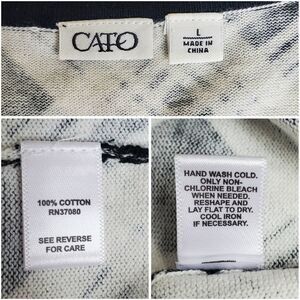 CATO
L
MADE IN
CHINA
100% COTTON
RN37080
SEE REVERSE
FOR CARE
HAND WASH COLD.
ONLY NON-
CHLORINE BLEACH
WHEN NEEDED,
RESHAPE AND
LAY FLAT TO DRY.
COOL IRON
IF NECESSARY.